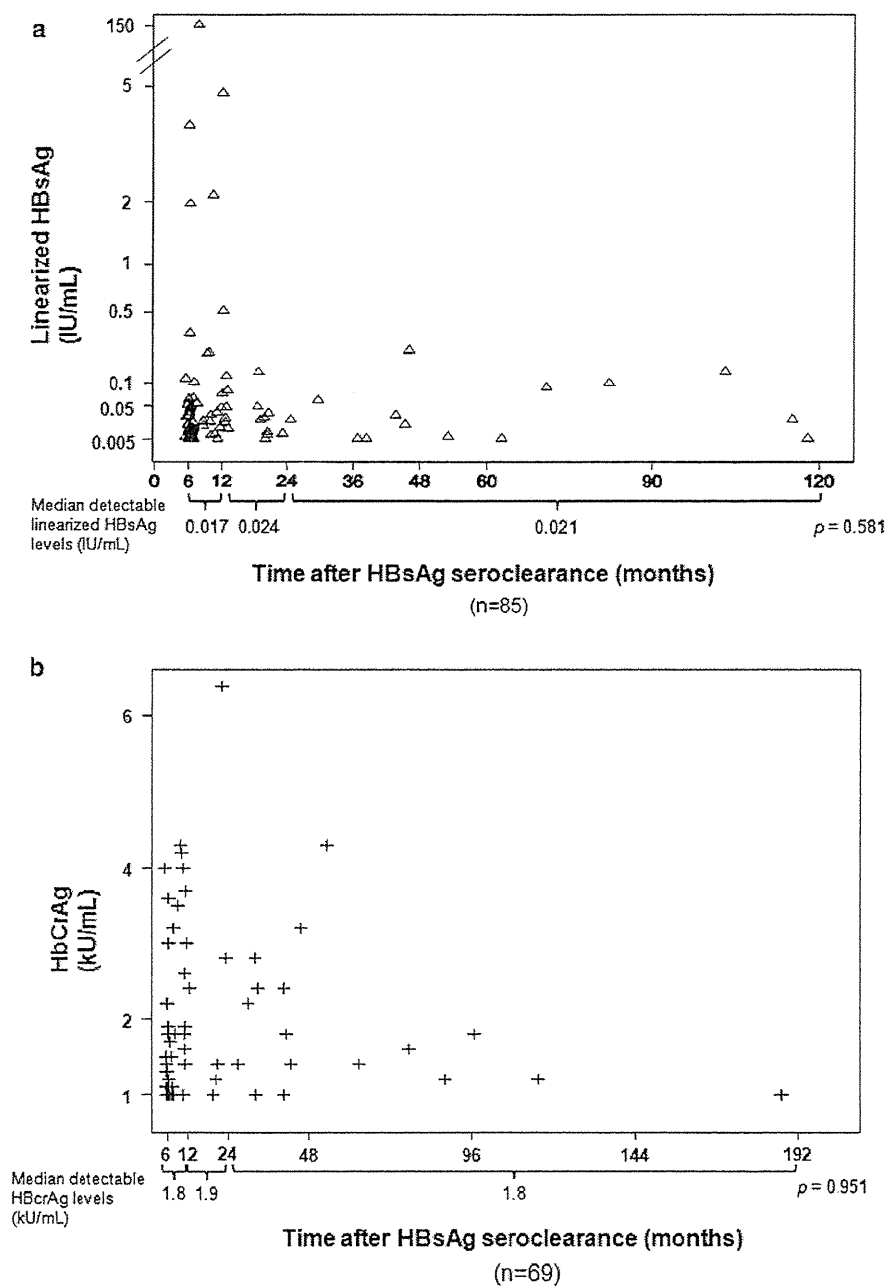 a
150
5
2
1
0.5
0.1
0.05
0.005
Linearized HBsAg
(IU/mL)
0 6 12 24 36 48 60 90 120
Median detectable
linearized HBsAg
levels (IU/mL)
0.017 0.024 0.021 p = 0.581
Time after HBsAg seroclearance (months)
(n=85)
b
6
4
2
1
HbCrAg
(kU/mL)
6 12 24 48 96 144 192
Median detectable
HBcrAg levels
(kU/mL)
1.8 1.9 1.8 p = 0.951
Time after HBsAg seroclearance (months)
(n=69)